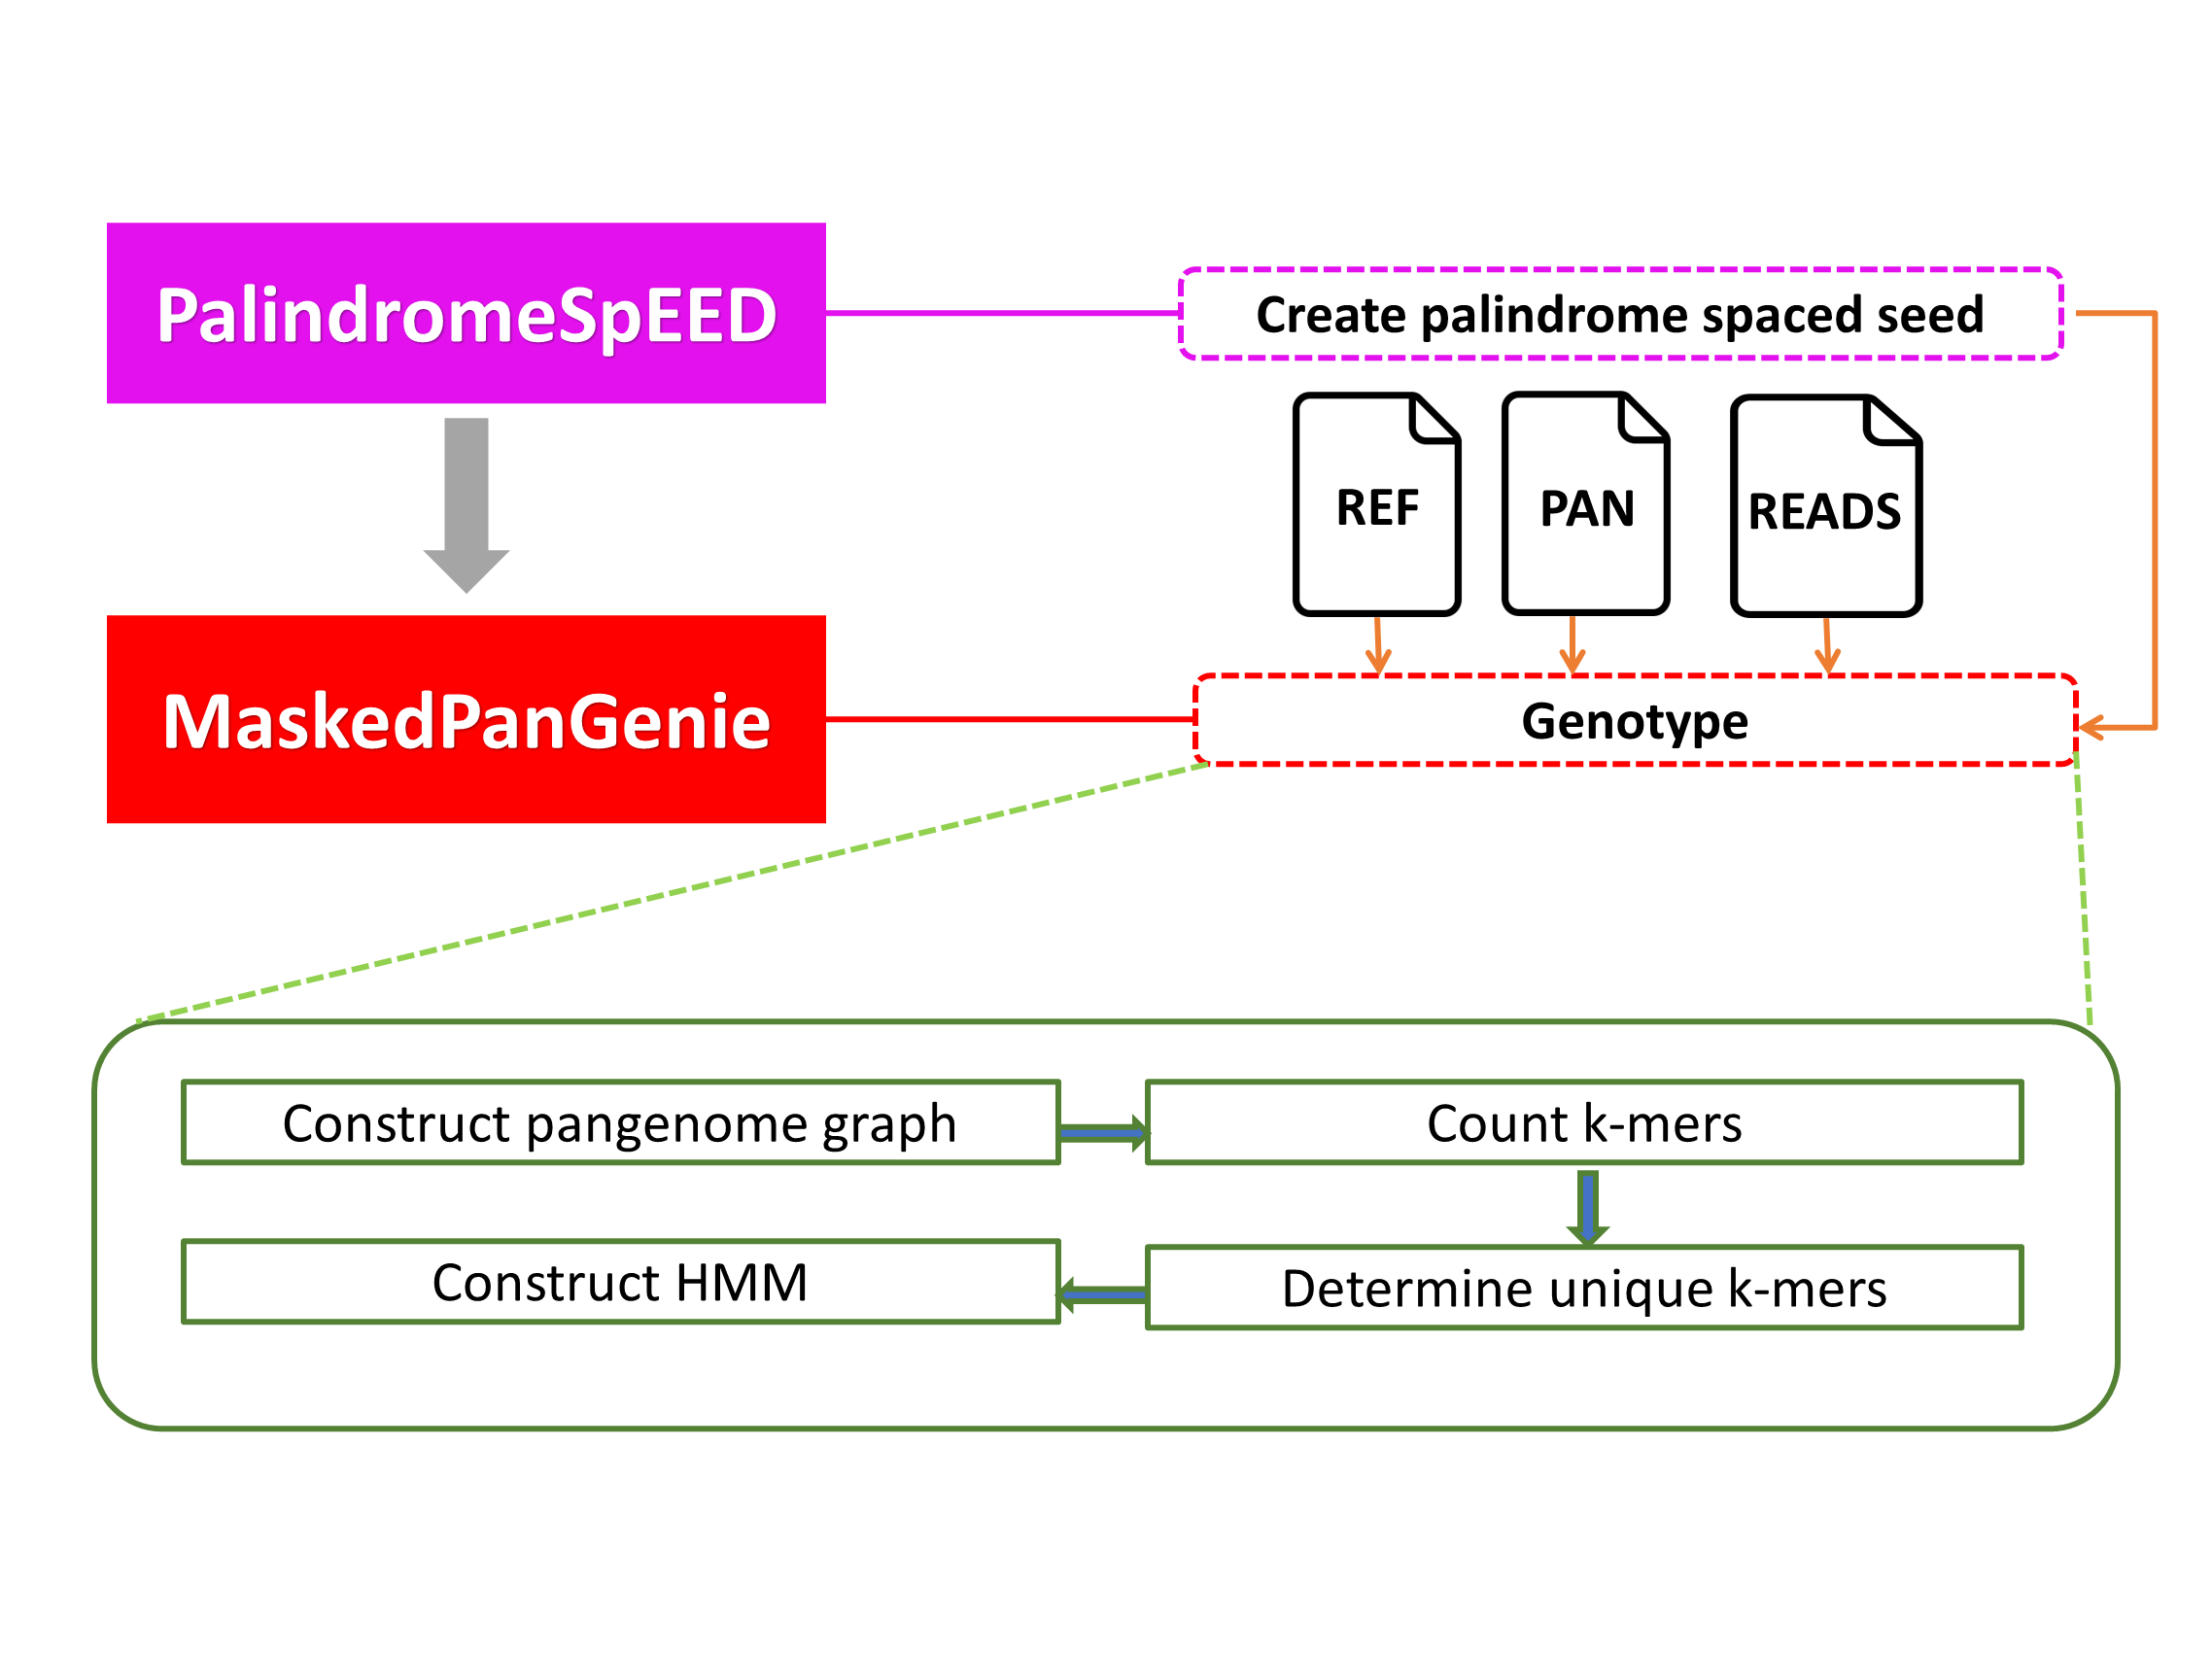 PalindromeSpEED
Create palindrome spaced seed
REF
PAN
READS
MaskedPanGenie
Genotype
Construct pangenome graph
Count k-mers
Construct HMM
Determine unique k-mers